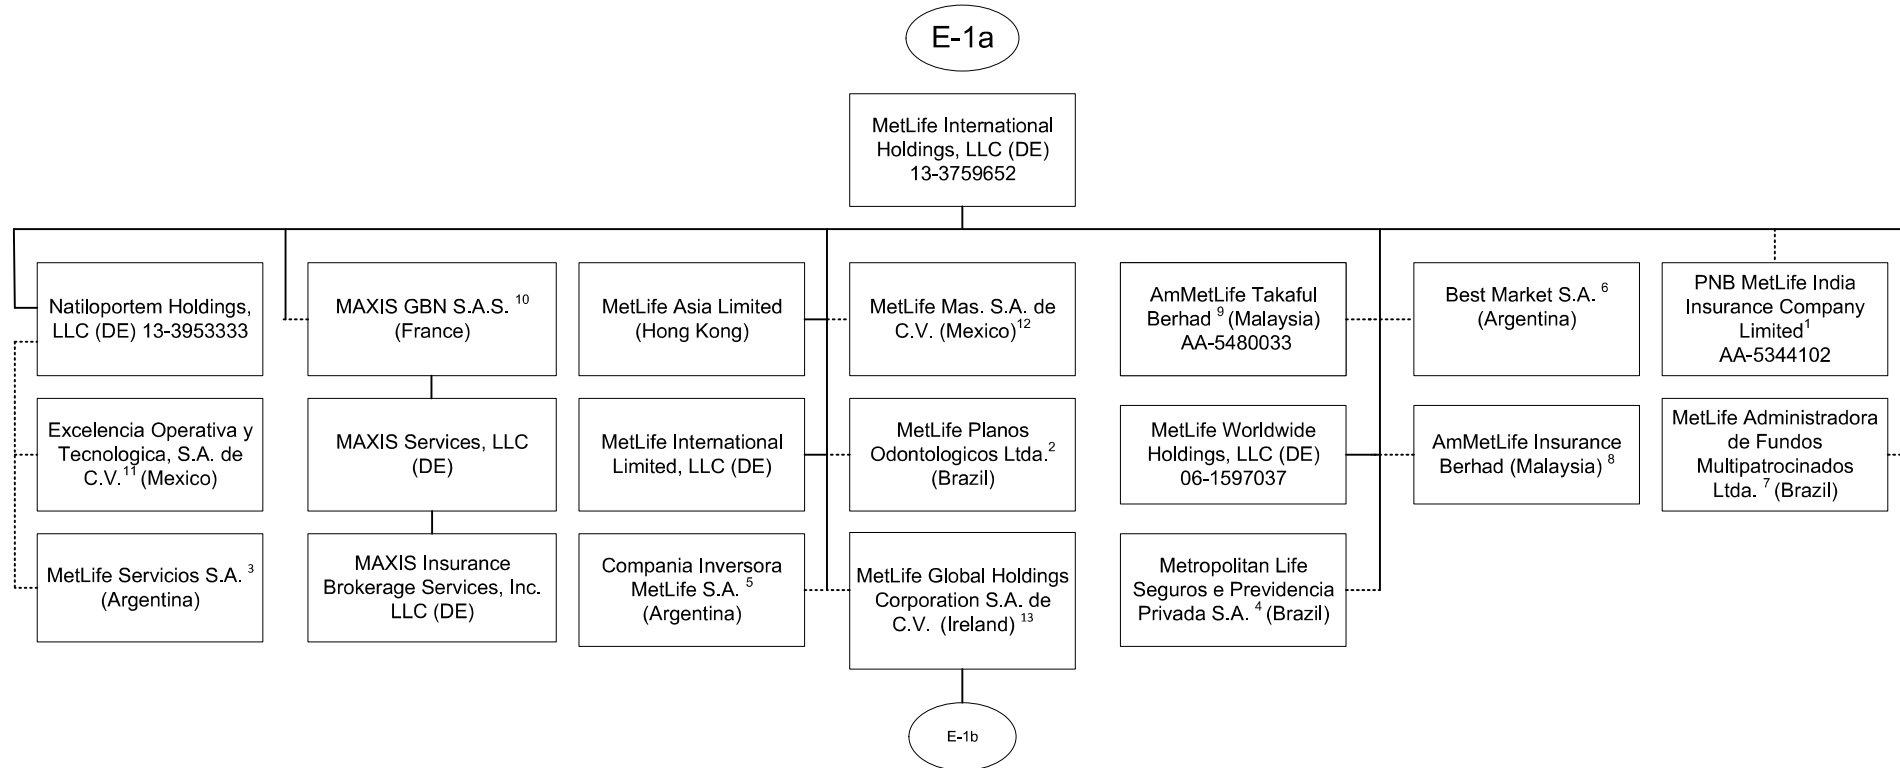 E-1a
MetLife International
Holdings, LLC (DE)
13-3759652
Natiloportem Holdings,
LLC (DE) 13-3953333
MAXIS GBN S.A.S. 10
(France)
MetLife Asia Limited
(Hong Kong)
MetLife Mas. S.A. de
C.V. (Mexico)12
AmMetLife Takaful
Berhad 9 (Malaysia)
AA-5480033
Best Market S.A. 6
(Argentina)
PNB MetLife India
Insurance Company
Limited1
AA-5344102
Excelencia Operativa y
Tecnologica, S.A. de
C.V.11 (Mexico)
MAXIS Services, LLC
(DE)
MetLife International
Limited, LLC (DE)
MetLife Planos
Odontologicos Ltda.2
(Brazil)
MetLife Worldwide
Holdings, LLC (DE)
06-1597037
AmMetLife Insurance
Berhad (Malaysia) 8
MetLife Administradora
de Fundos
Multipatrocinados
Ltda. 7 (Brazil)
MetLife Servicios S.A. 3
(Argentina)
MAXIS Insurance
Brokerage Services, Inc.
LLC (DE)
Compania Inversora
MetLife S.A. 5
(Argentina)
MetLife Global Holdings
Corporation S.A. de
C.V. (Ireland) 13
Metropolitan Life
Seguros e Previdencia
Privada S.A. 4 (Brazil)
E-1b